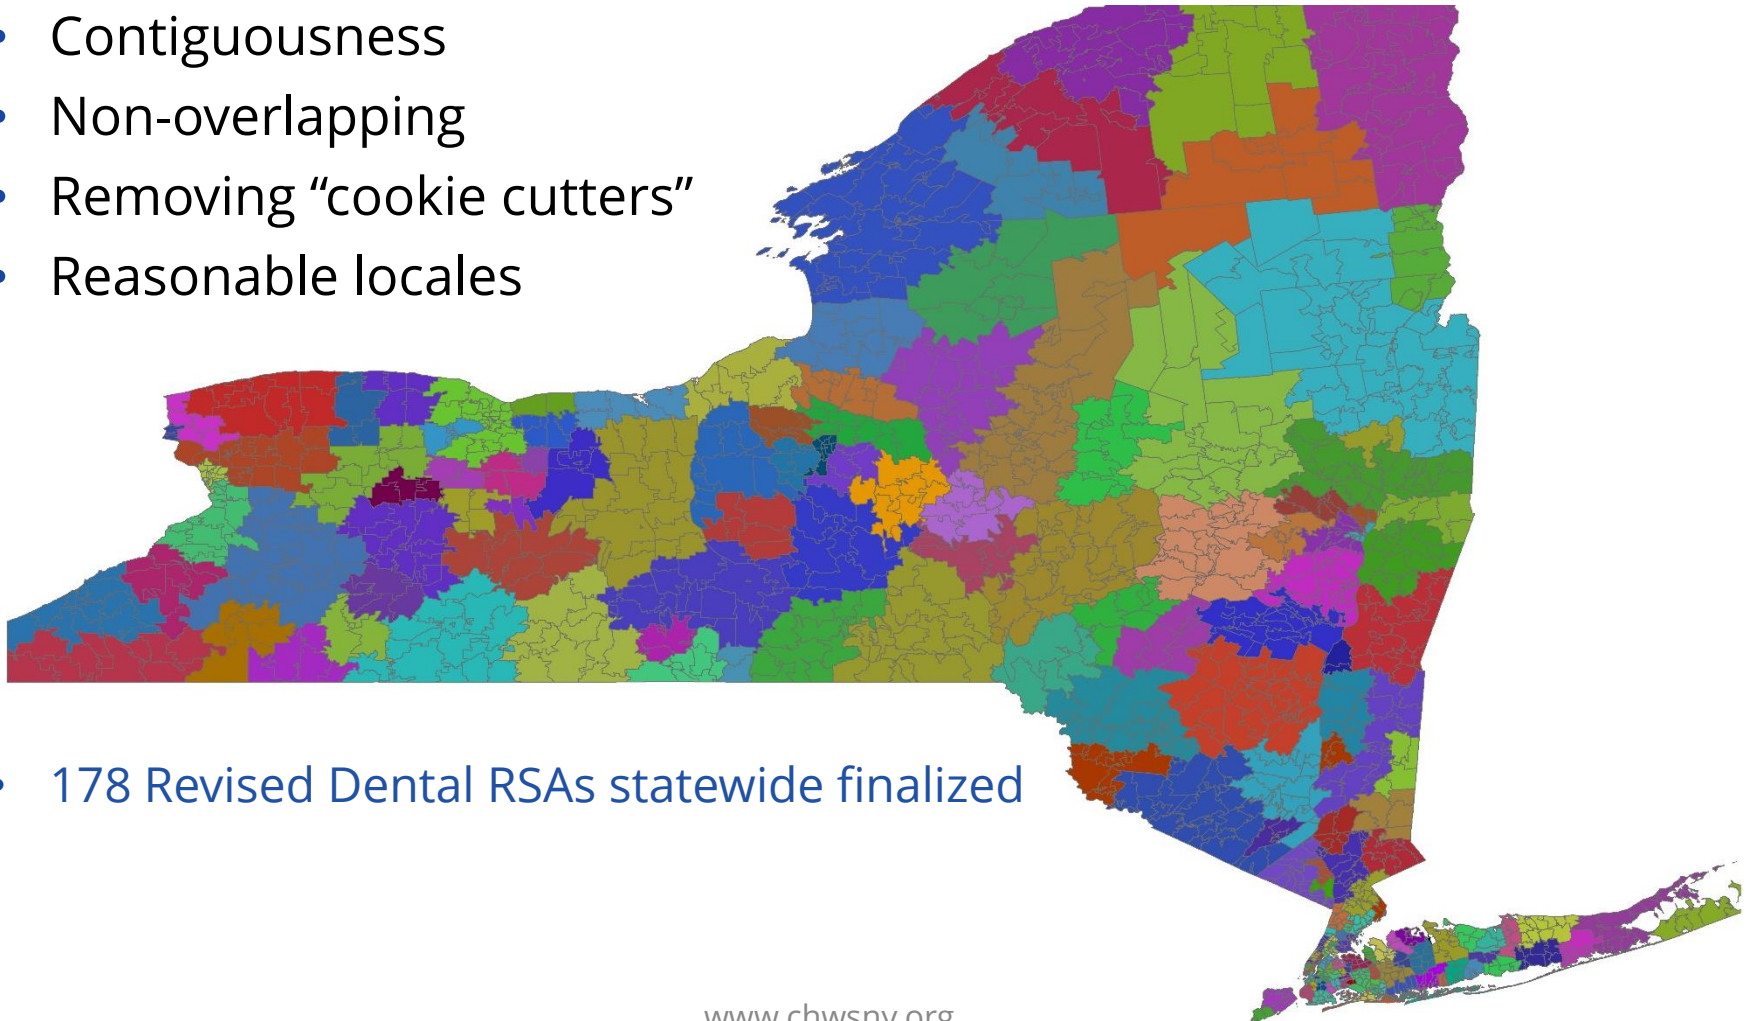 • Contiguousness
• Non-overlapping
• Removing “cookie cutters”
• Reasonable locales
• 178 Revised Dental RSAs statewide finalized
www.chwsny.org